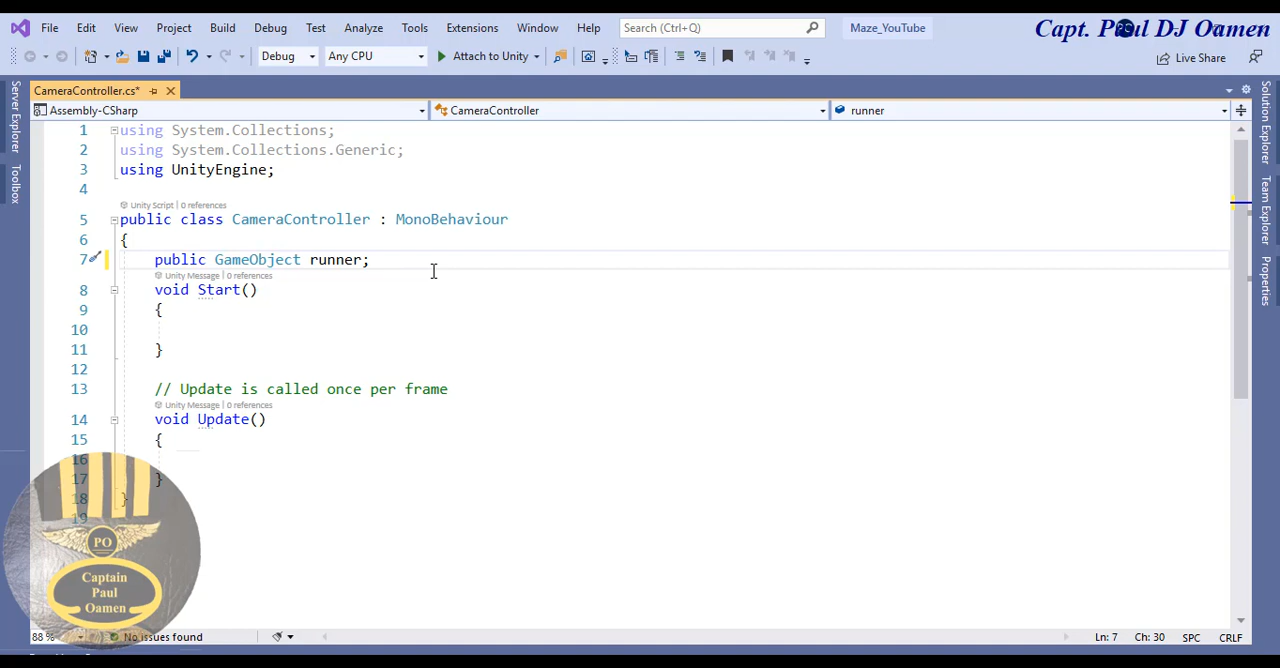 File Edit View Project Build Debug Test Analyze Tools Extensions Window Help Search (Ctrl+Q) Maze_YouTube
Capt. Paul DJ Oamen
Debug Any CPU Attach to Unity Live Share
CameraController.cs*
Assembly-CSharp CameraController runner
Server Explorer
Toolbox
Solution Explorer
Team Explorer
Properties
1 using System.Collections;
2 using System.Collections.Generic;
3 using UnityEngine;
4
Unity Script | 0 references
5 public class CameraController : MonoBehaviour
6 {
7 public GameObject runner;
Unity Message | 0 references
8 void Start()
9 {
10
11 }
12
13 // Update is called once per frame
Unity Message | 0 references
14 void Update()
15 {
16
17 }
18 }
19
PO
Captain
Paul
Oamen
88 % No issues found Ln: 7 Ch: 30 SPC CRLF